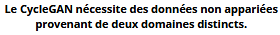 Le CycleGAN nécessite des données non appariées
provenant de deux domaines distincts.